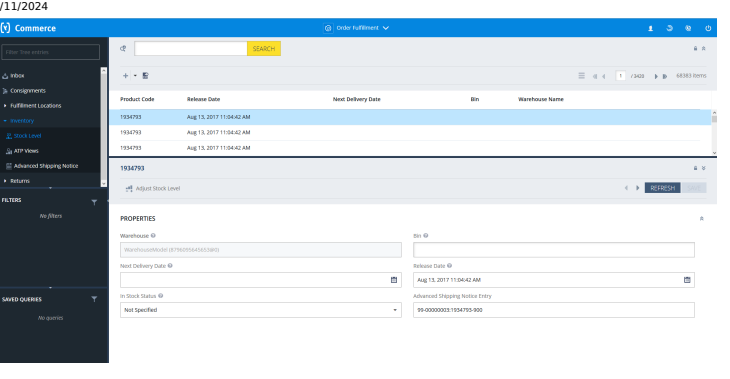 /11/2024
(y) Commerce
Order Fulfillment
Filter Tree entries
SEARCH
Inbox
Consignments
Fulfillment Locations
Inventory
Stock Level
ATP Views
Advanced Shipping Notice
Returns
1 / 3420
68383 items
Product Code Release Date Next Delivery Date Bin Warehouse Name
1934793 Aug 13, 2017 11:04:42 AM
1934793 Aug 13, 2017 11:04:42 AM
1934793 Aug 13, 2017 11:04:42 AM
1934793
Adjust Stock Level
REFRESH SAVE
FILTERS
No filters
PROPERTIES
Warehouse
Bin
Next Delivery Date
Release Date
Aug 13, 2017 11:04:42 AM
In Stock Status
Advanced Shipping Notice Entry
Not Specified
99-00000003:1934793-900
SAVED QUERIES
No queries